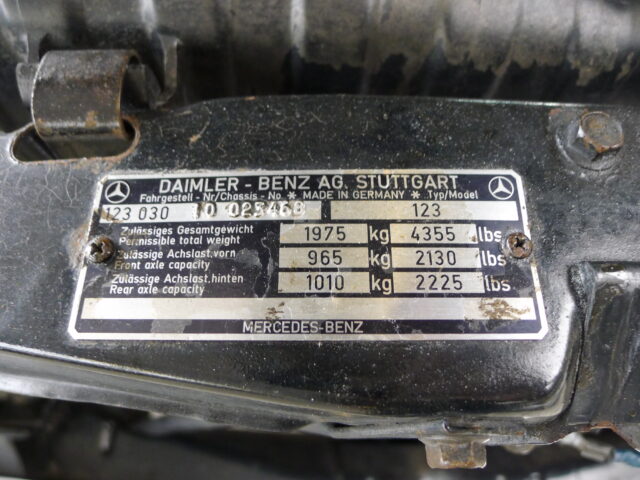 DAIMLER - BENZ AG. STUTTGART
Fahrgestell - Nr/Chassis - No * MADE IN GERMANY * Typ/Model
123 030 10 025468 123
Zulässiges Gesamtgewicht
Permissible total weight 1975 kg 4355 lbs
Zulässige Achslast.vorn
Front axle capacity 965 kg 2130 lbs
Zulässige Achslast.hinten
Rear axle capacity 1010 kg 2225 lbs
MERCEDES-BENZ